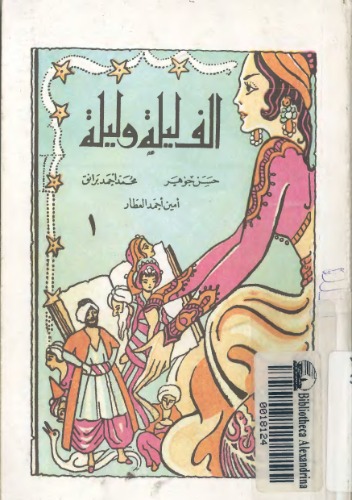 الف ليلة وليلة
حسن جوهر محمد أحمد برانق
أمين أحمد العطار
١
Bibliotheca Alexandrina
0018124